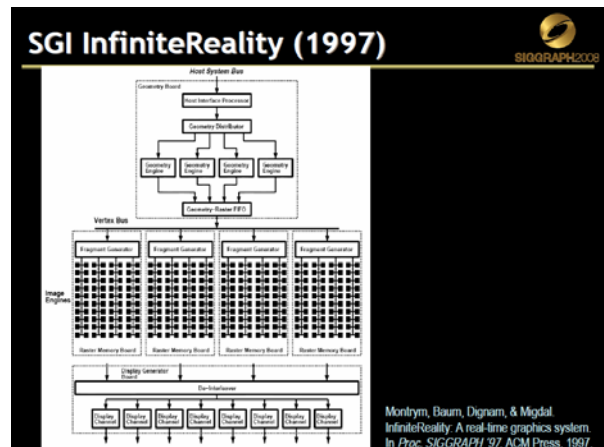 SGI InfiniteReality (1997)
SIGGRAPH2008
Host System Bus
Geometry Board
Host Interface Processor
Geometry Distributor
Geometry Engine
Geometry Engine
Geometry Engine
Geometry Engine
Geometry-Raster FIFO
Vertex Bus
Fragment Generator
Fragment Generator
Fragment Generator
Fragment Generator
Image Engines
Raster Memory Board
Raster Memory Board
Raster Memory Board
Raster Memory Board
Display Generator Board
De-Interleaver
Display Channel
Display Channel
Display Channel
Display Channel
Display Channel
Display Channel
Display Channel
Display Channel
Montrym, Baum, Dignam, & Migdal.
InfiniteReality: A real-time graphics system.
In Proc. SIGGRAPH '97. ACM Press, 1997.